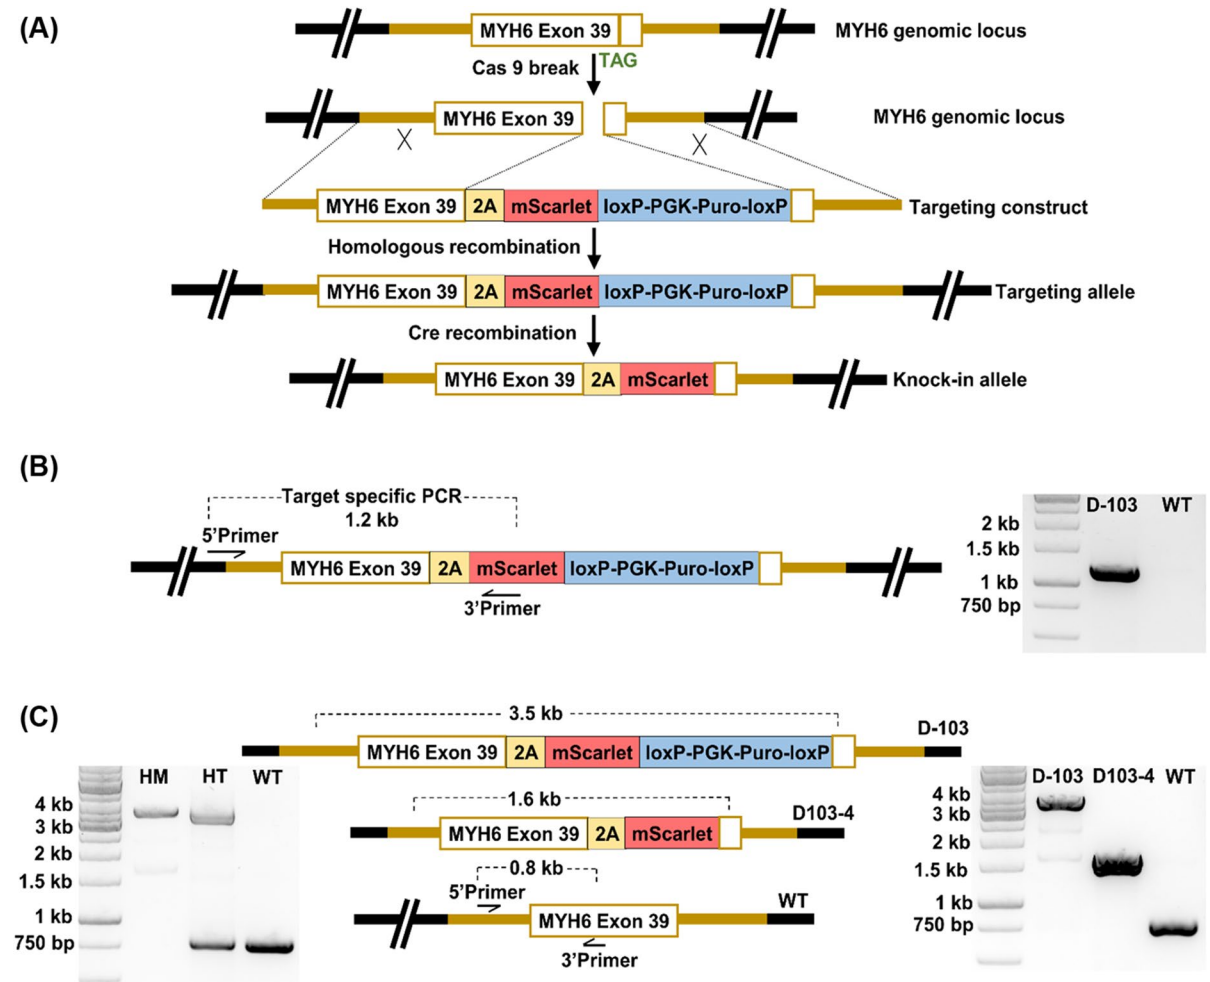 (A)
MYH6 Exon 39
MYH6 genomic locus
Cas 9 break
TAG
MYH6 Exon 39
MYH6 genomic locus
X
X
MYH6 Exon 39 2A mScarlet loxP-PGK-Puro-loxP
Targeting construct
Homologous recombination
MYH6 Exon 39 2A mScarlet loxP-PGK-Puro-loxP
Targeting allele
Cre recombination
MYH6 Exon 39 2A mScarlet
Knock-in allele
(B)
Target specific PCR
1.2 kb
5'Primer
MYH6 Exon 39 2A mScarlet loxP-PGK-Puro-loxP
3'Primer
D-103 WT
2 kb
1.5 kb
1 kb
750 bp
(C)
HM HT WT
4 kb
3 kb
2 kb
1.5 kb
1 kb
750 bp
3.5 kb
D-103
MYH6 Exon 39 2A mScarlet loxP-PGK-Puro-loxP
1.6 kb
D103-4
MYH6 Exon 39 2A mScarlet
0.8 kb
5'Primer
WT
MYH6 Exon 39
3'Primer
D-103 D103-4 WT
4 kb
3 kb
2 kb
1.5 kb
1 kb
750 bp